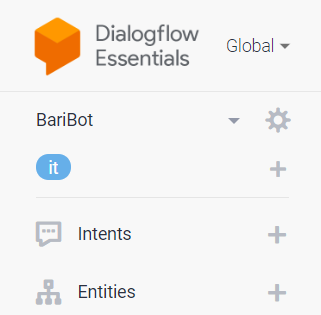 Dialogflow
Essentials
Global
BariBot
it
Intents
Entities